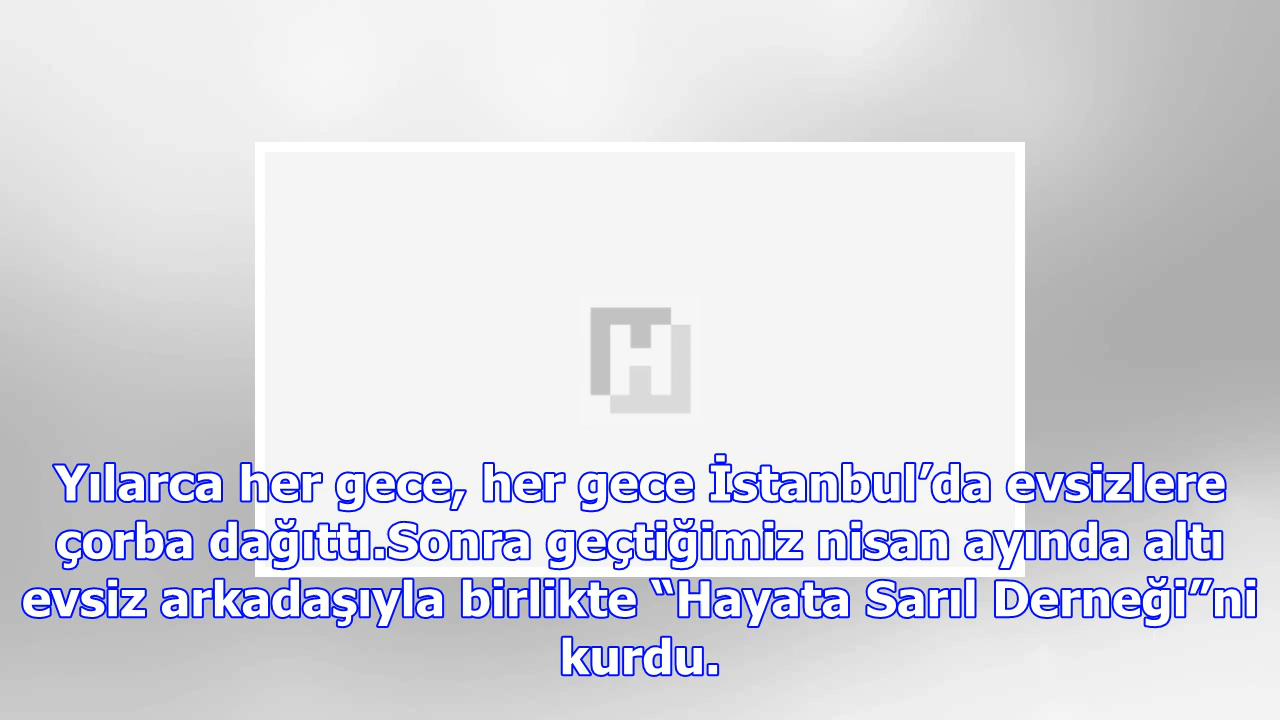 H
Yılarca her gece, her gece İstanbul’da evsizlere
çorba dağıttı.Sonra geçtiğimiz nisan ayında altı
evsiz arkadaşıyla birlikte “Hayata Sarıl Derneği”ni
kurdu.